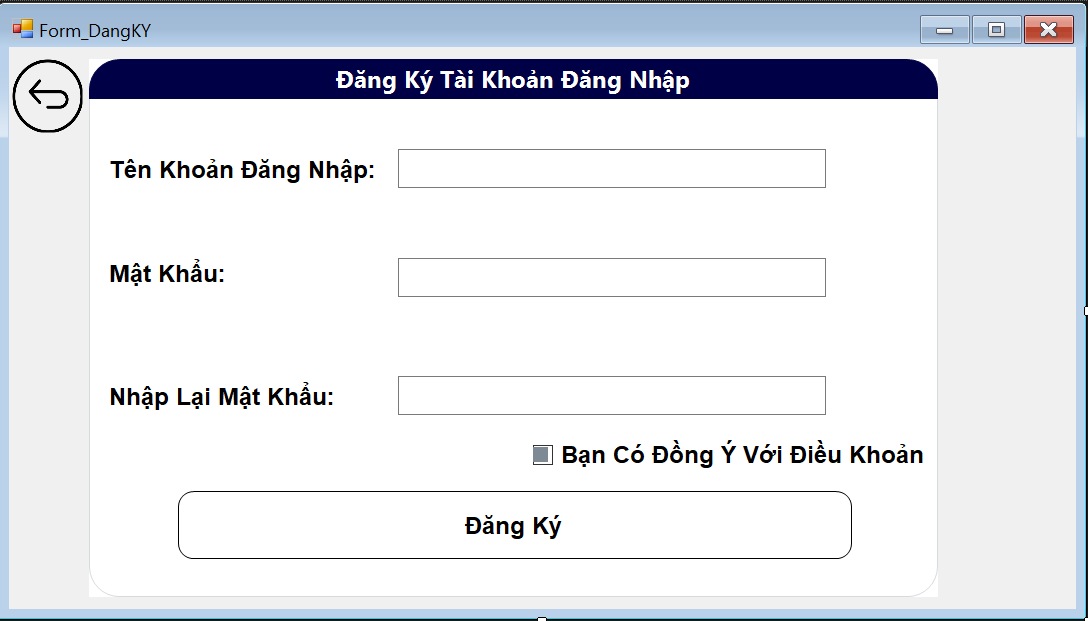 Form_DangKY
Đăng Ký Tài Khoản Đăng Nhập
Tên Khoản Đăng Nhập:
Mật Khẩu:
Nhập Lại Mật Khẩu:
Bạn Có Đồng Ý Với Điều Khoản
Đăng Ký